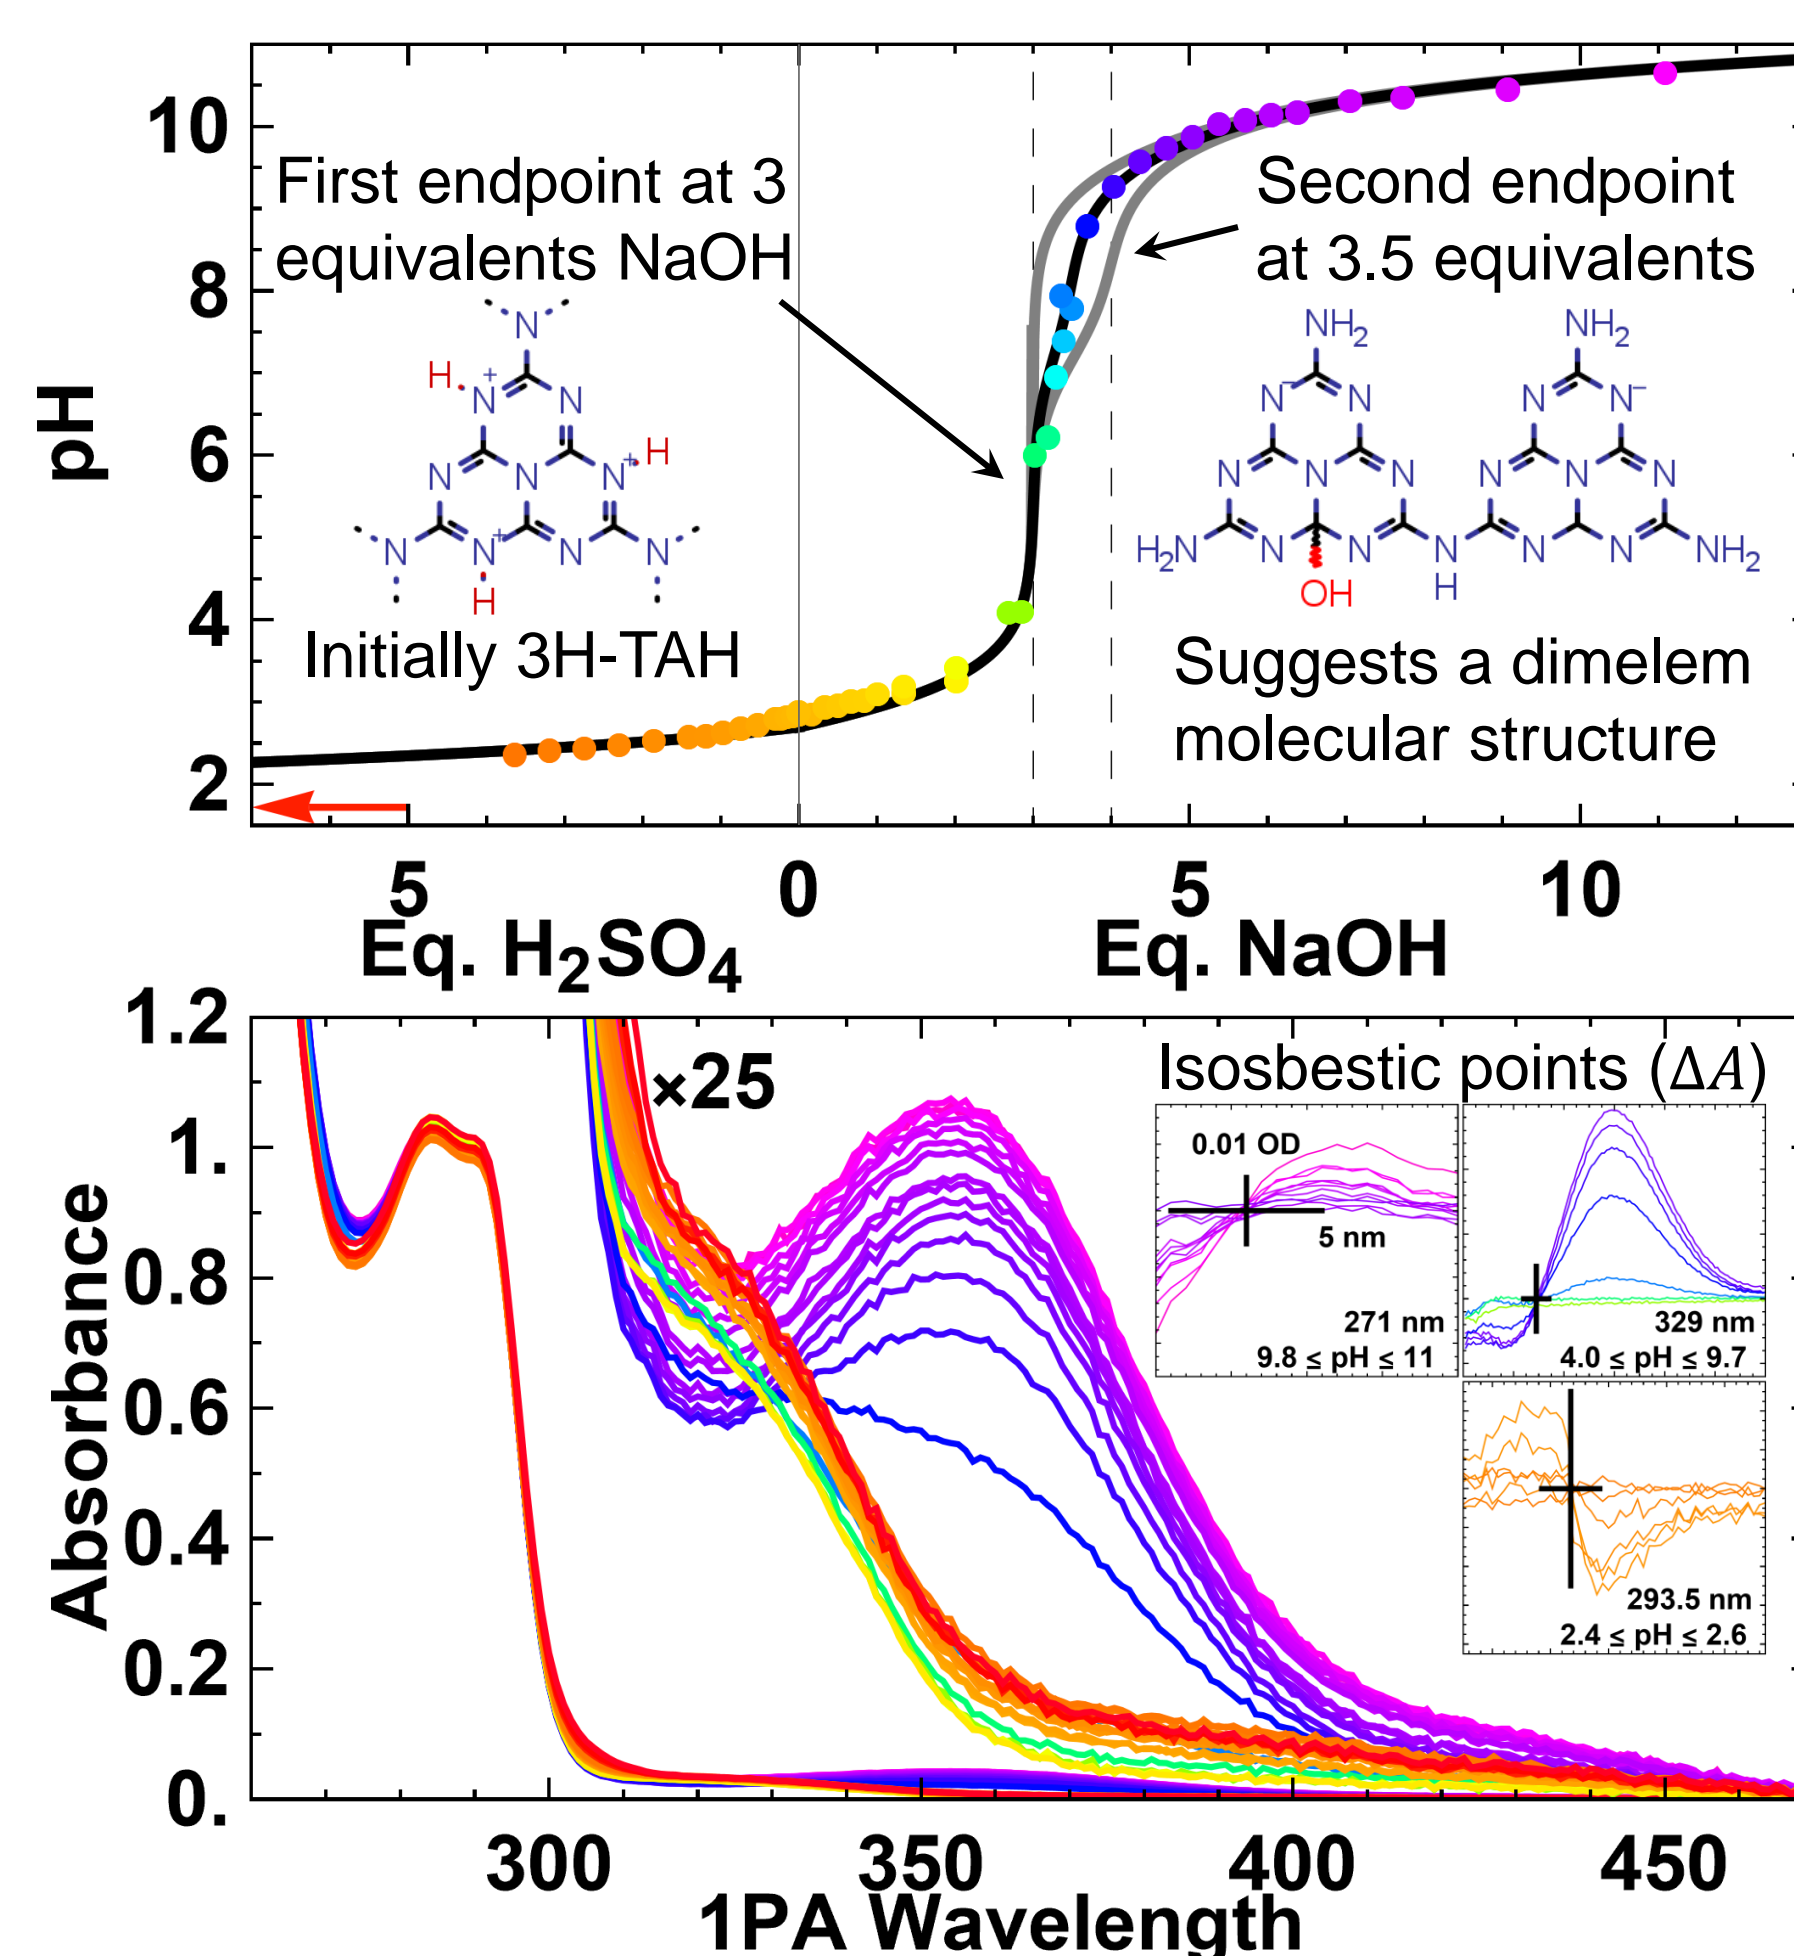 10
8
6
4
2
pH
First endpoint at 3
equivalents NaOH
Second endpoint
at 3.5 equivalents
N
H
N
+
N
N
N
N
+
H
N
N
+
N
N
H
Initially 3H-TAH
NH2
N
−
N
N
N
N
H2N
N
N
OH
N
H
NH2
N
N−
N
N
N
N
N
NH2
Suggests a dimelem
molecular structure
5
0
5
10
Eq. H2SO4
Eq. NaOH
1.2
1.
0.8
0.6
0.4
0.2
0.
Absorbance
×25
Isosbestic points (ΔA)
0.01 OD
5 nm
271 nm
9.8 ≤ pH ≤ 11
329 nm
4.0 ≤ pH ≤ 9.7
293.5 nm
2.4 ≤ pH ≤ 2.6
300
350
400
450
1PA Wavelength